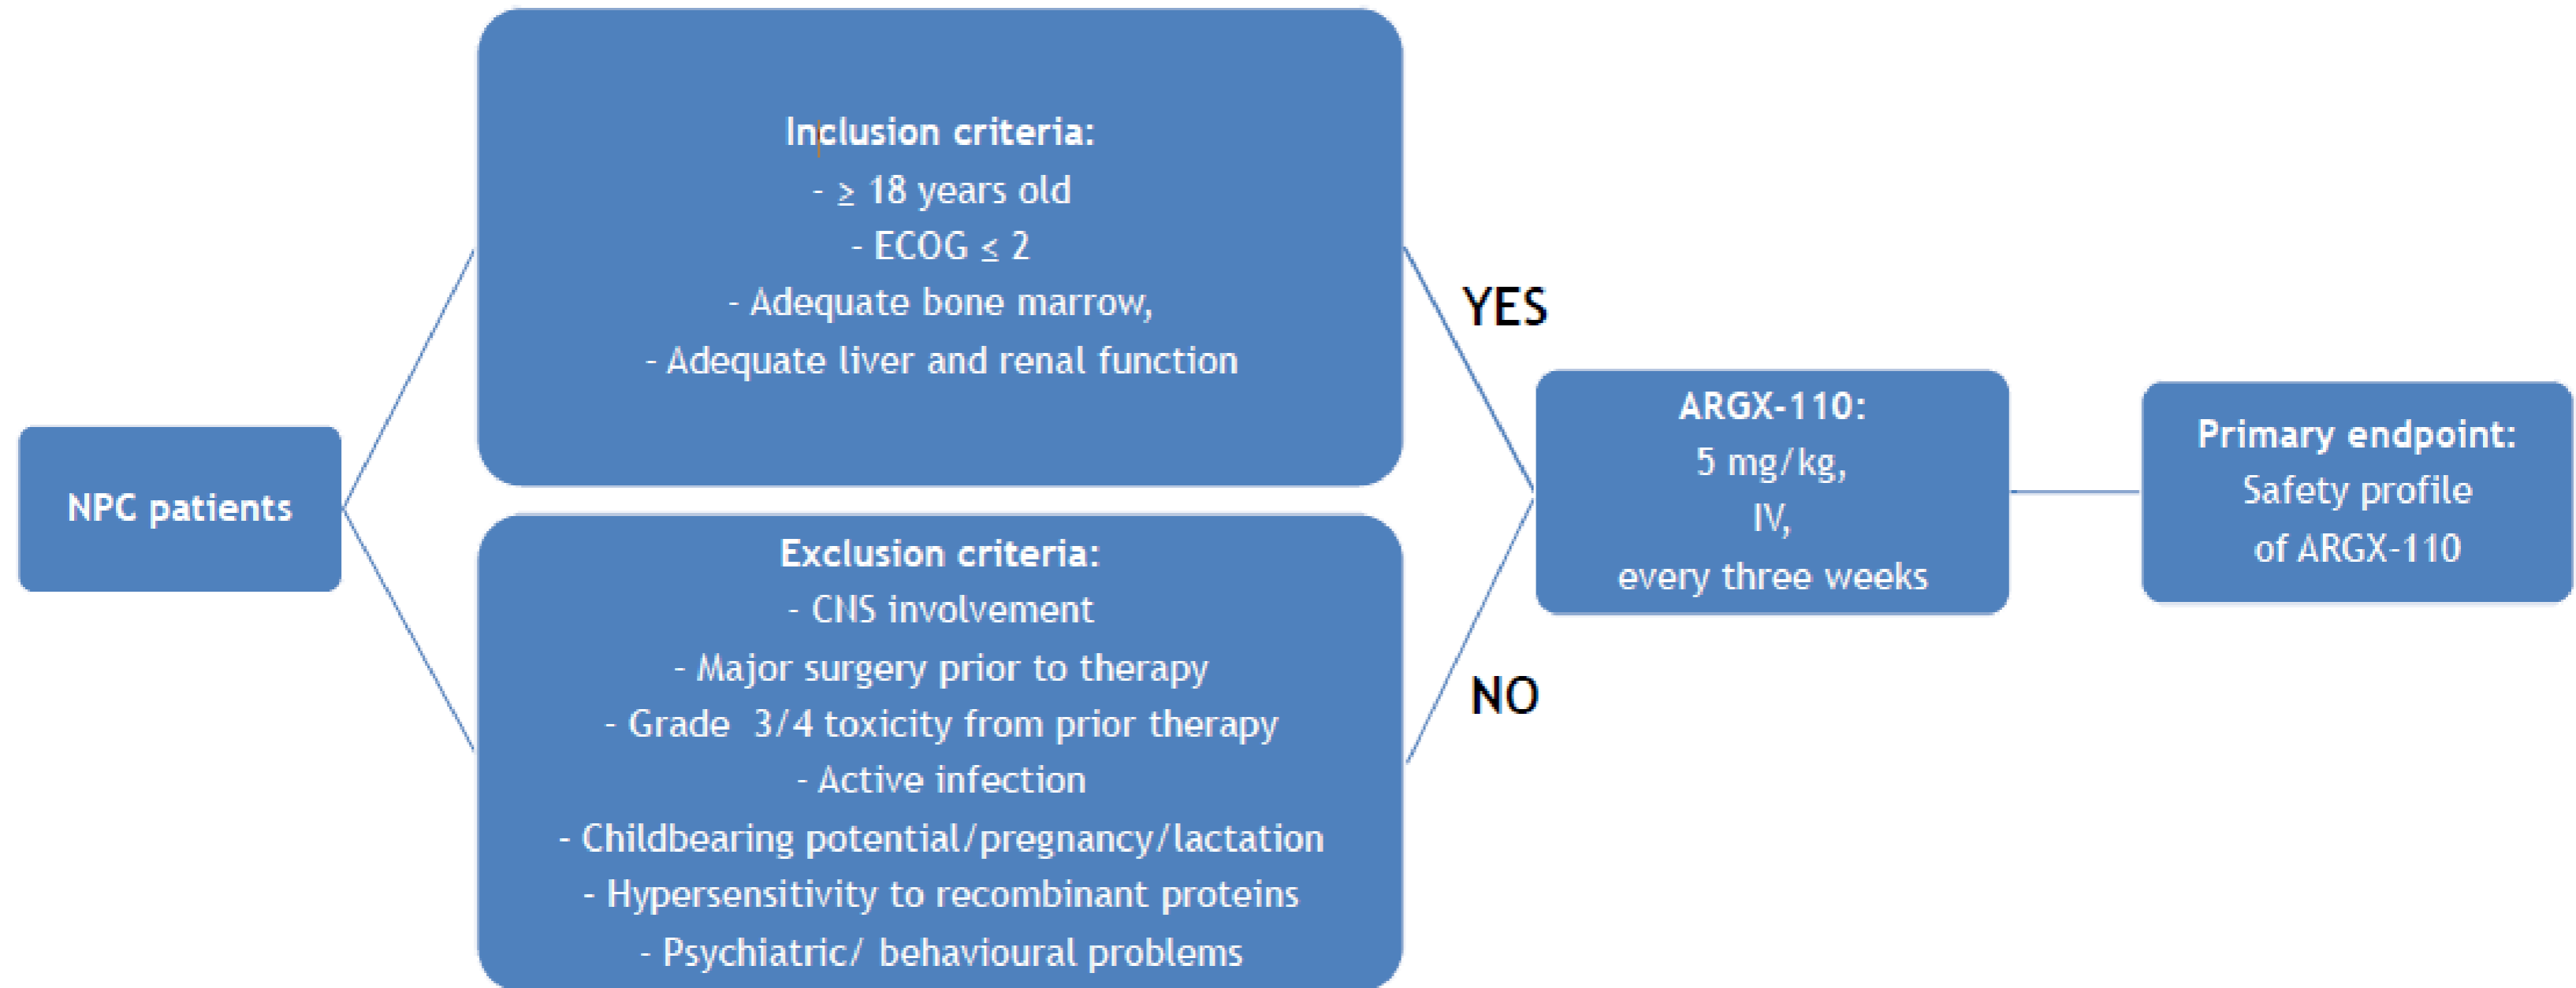 NPC patients
Inclusion criteria:
- ≥ 18 years old
- ECOG ≤ 2
- Adequate bone marrow,
- Adequate liver and renal function
Exclusion criteria:
- CNS involvement
- Major surgery prior to therapy
- Grade  3/4 toxicity from prior therapy
- Active infection
- Childbearing potential/pregnancy/lactation
- Hypersensitivity to recombinant proteins
- Psychiatric/ behavioural problems
YES
NO
ARGX-110:
5 mg/kg,
IV,
every three weeks
Primary endpoint:
Safety profile
of ARGX-110